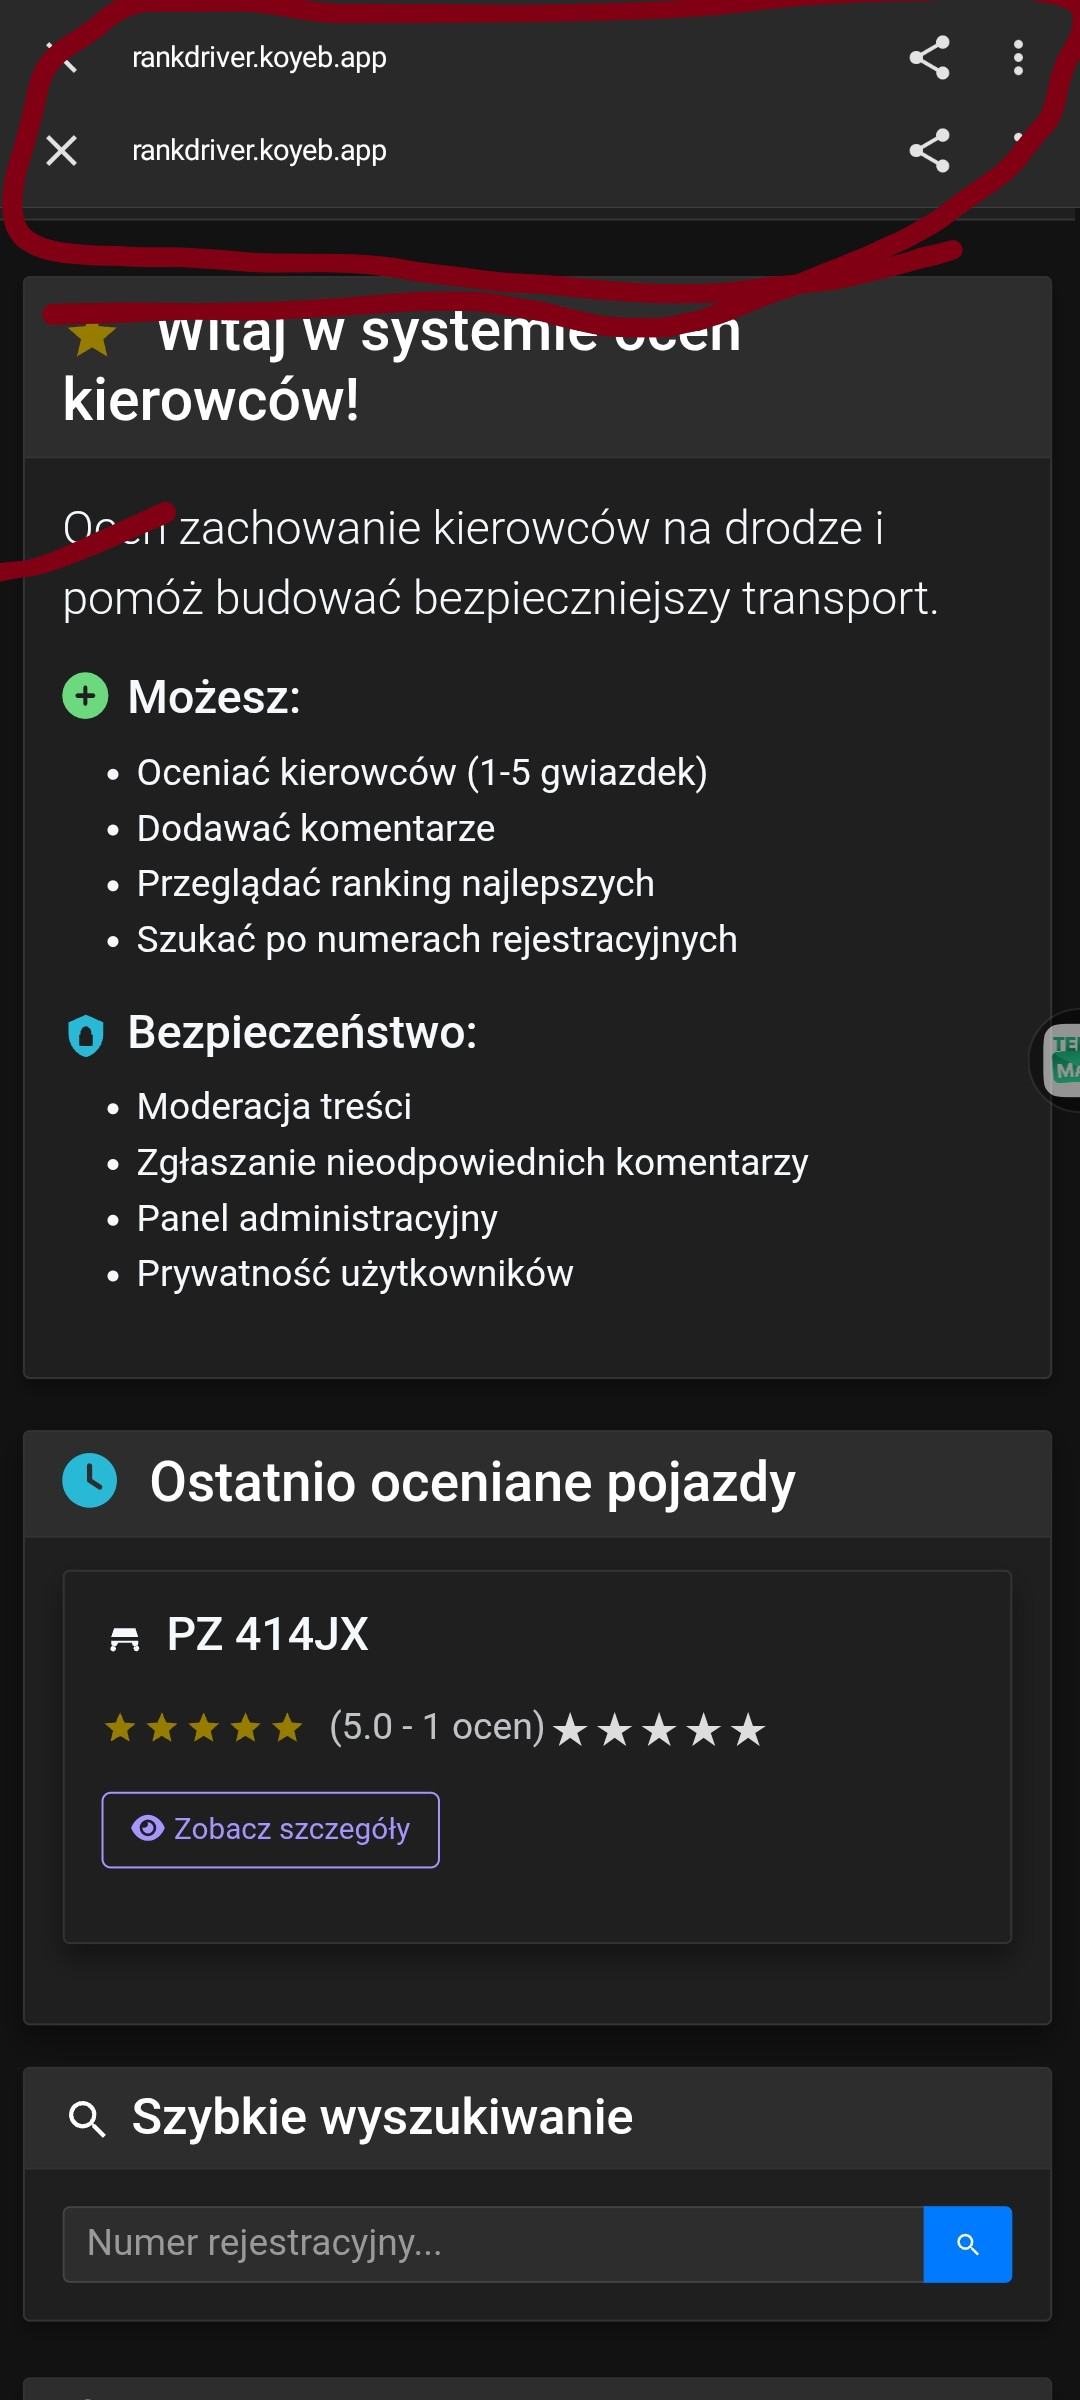 rankdriver.koyeb.app
rankdriver.koyeb.app
Witaj w systemie ocen
kierowców!
Oceń zachowanie kierowców na drodze i
pomóż budować bezpieczniejszy transport.
Możesz:
Oceniać kierowców (1-5 gwiazdek)
Dodawać komentarze
Przeglądać ranking najlepszych
Szukać po numerach rejestracyjnych
Bezpieczeństwo:
Moderacja treści
Zgłaszanie nieodpowiednich komentarzy
Panel administracyjny
Prywatność użytkowników
Ostatnio oceniane pojazdy
PZ 414JX
(5.0 - 1 ocen)
Zobacz szczegóły
Szybkie wyszukiwanie
Numer rejestracyjny...